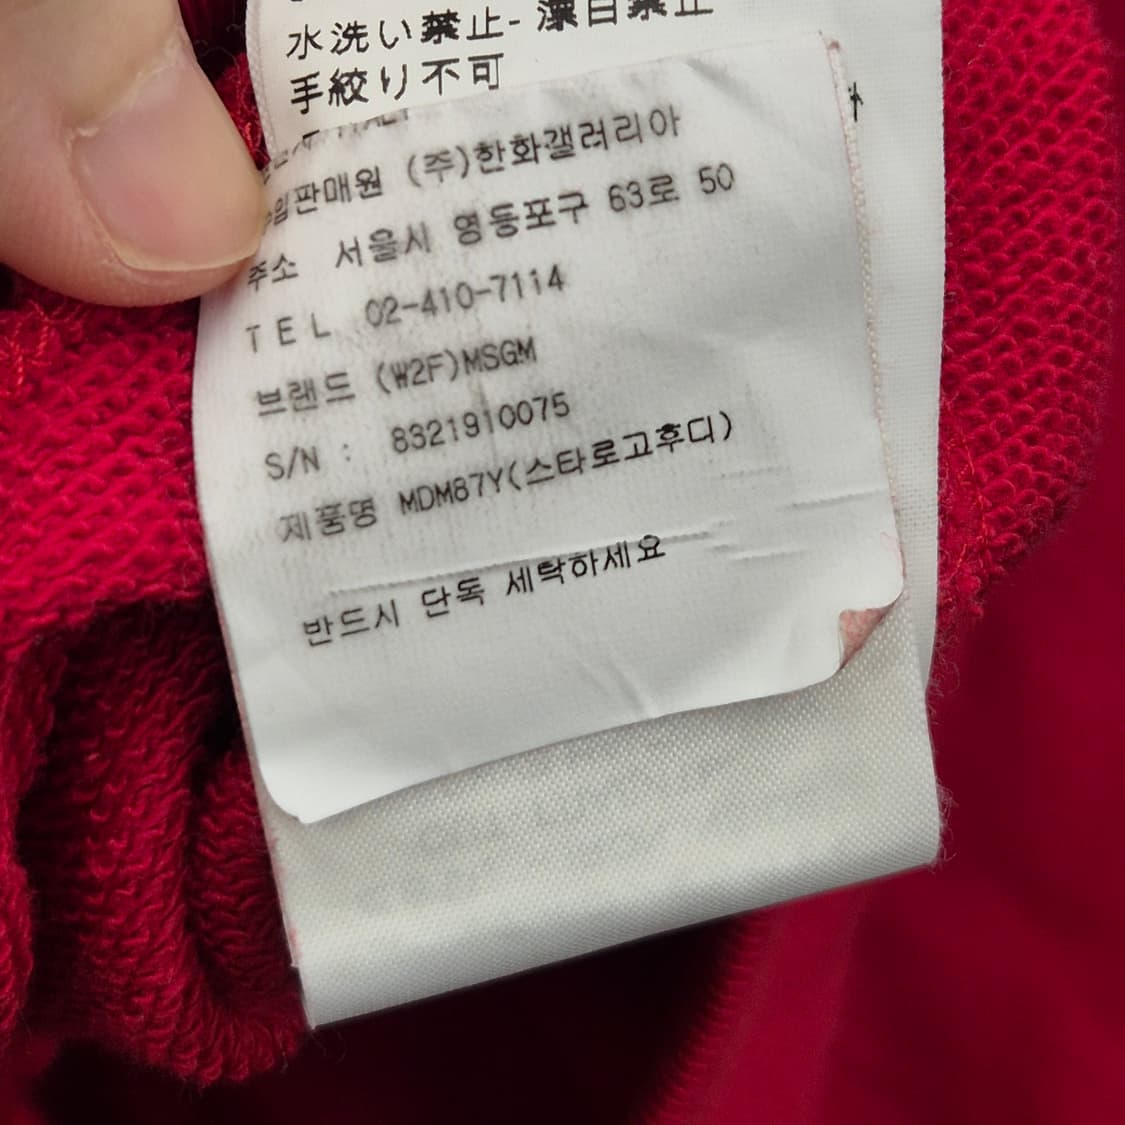 水洗い禁止-漂白禁止
手絞り不可
수입판매원 (주)한화갤러리아
주소 서울시 영등포구 63로 50
TEL 02-410-7114
브랜드 (W2F)MSGM
S/N : 8321910075
제품명 MDM87Y(스타로고후디)
반드시 단독 세탁하세요